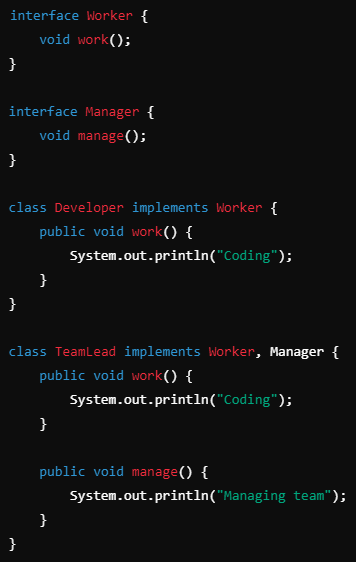 interface Worker {
    void work();
}

interface Manager {
    void manage();
}

class Developer implements Worker {
    public void work() {
        System.out.println("Coding");
    }
}

class TeamLead implements Worker, Manager {
    public void work() {
        System.out.println("Coding");
    }

    public void manage() {
        System.out.println("Managing team");
    }
}